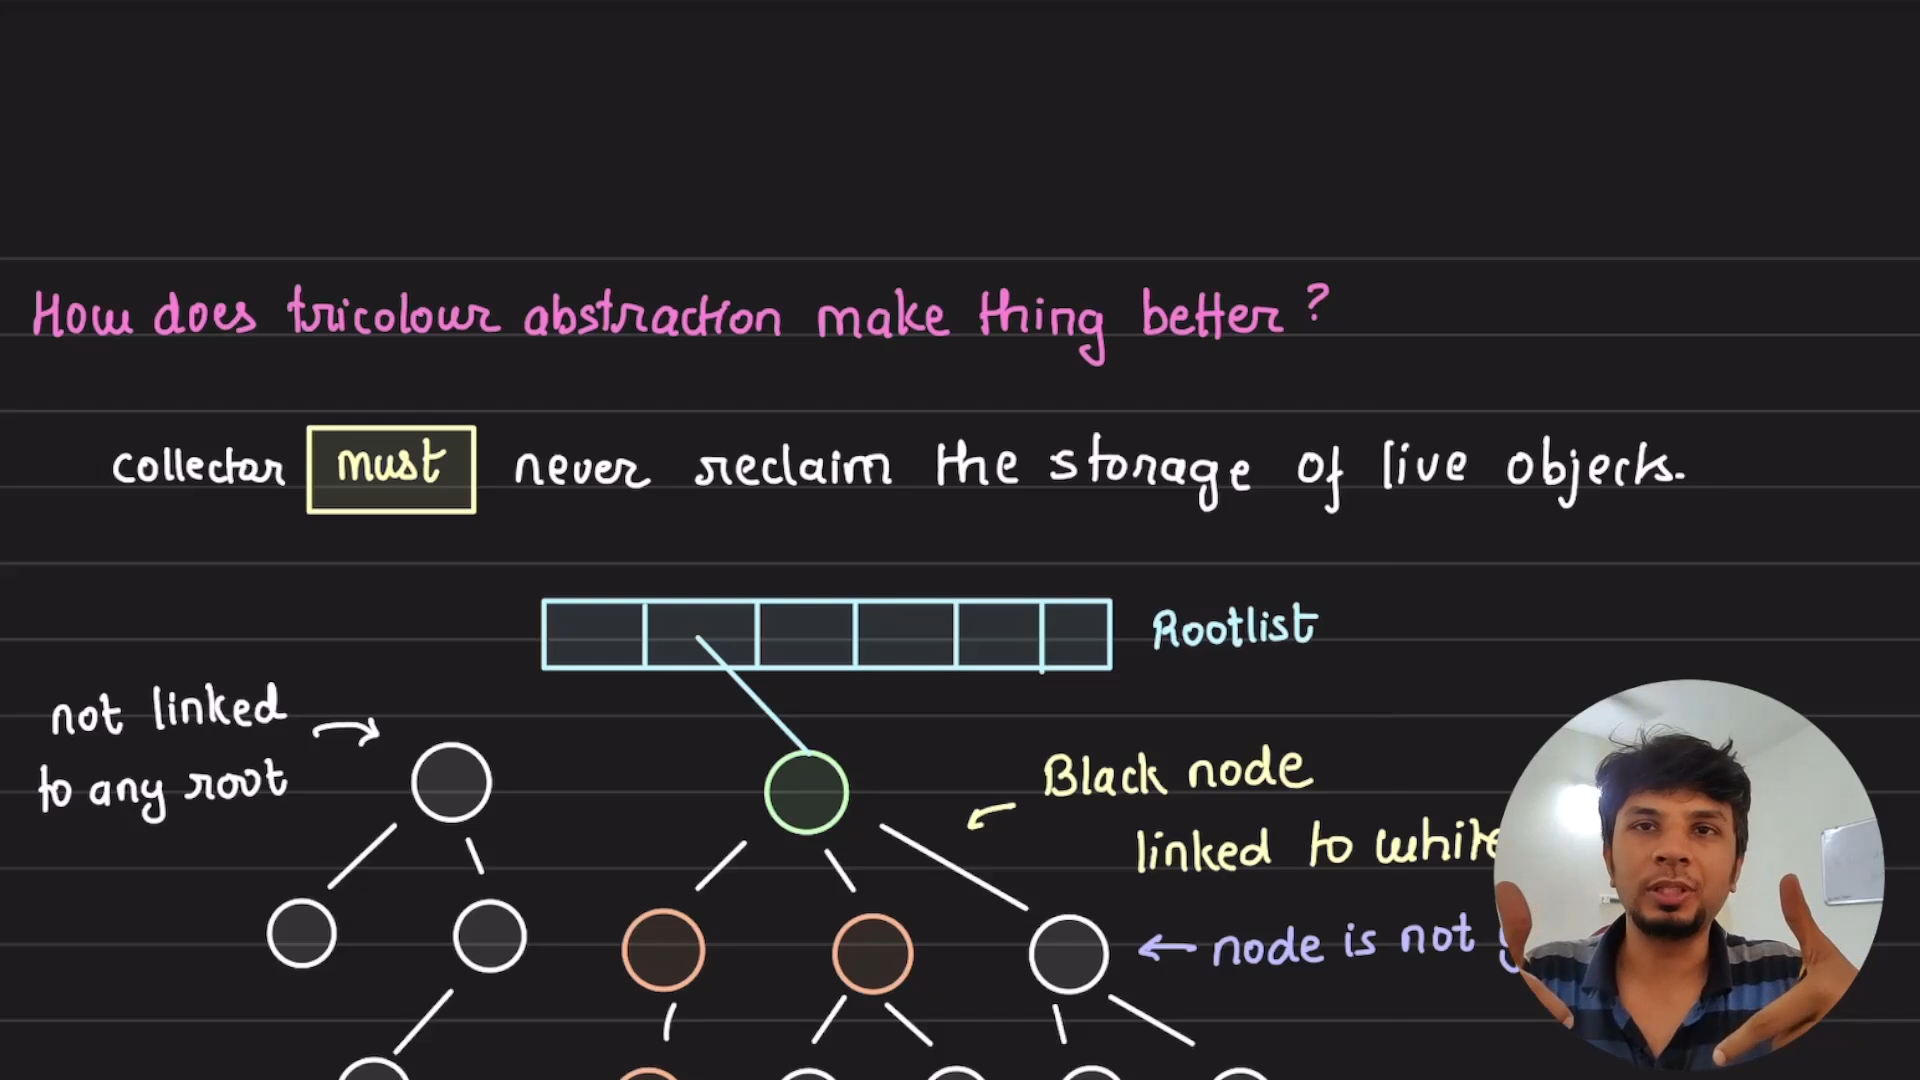 How does tricolour abstraction make thing better?
collector must never reclaim the storage of live objects.
Rootlist
not linked
to any root
Black node
linked to white
node is not